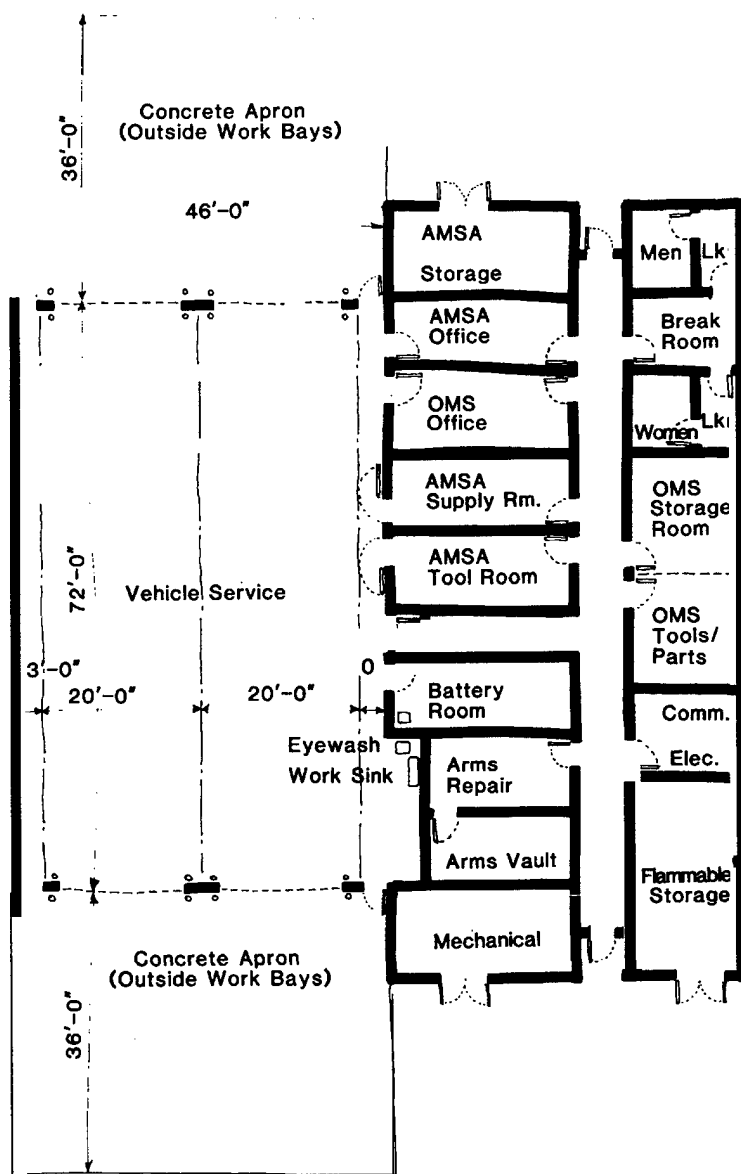 36'-0"
Concrete Apron
(Outside Work Bays)
46'-0"
AMSA
Storage
Men
Lk
AMSA
Office
Break
Room
OMS
Office
Women
Lk
AMSA
Supply Rm.
OMS
Storage
Room
AMSA
Tool Room
72'-0"
Vehicle Service
OMS
Tools/
Parts
3'-0"
0
20'-0"
20'-0"
Battery
Room
Comm.
Elec.
Eyewash
Work Sink
Arms
Repair
Arms Vault
Flammable
Storage
Mechanical
Concrete Apron
(Outside Work Bays)
36'-0"